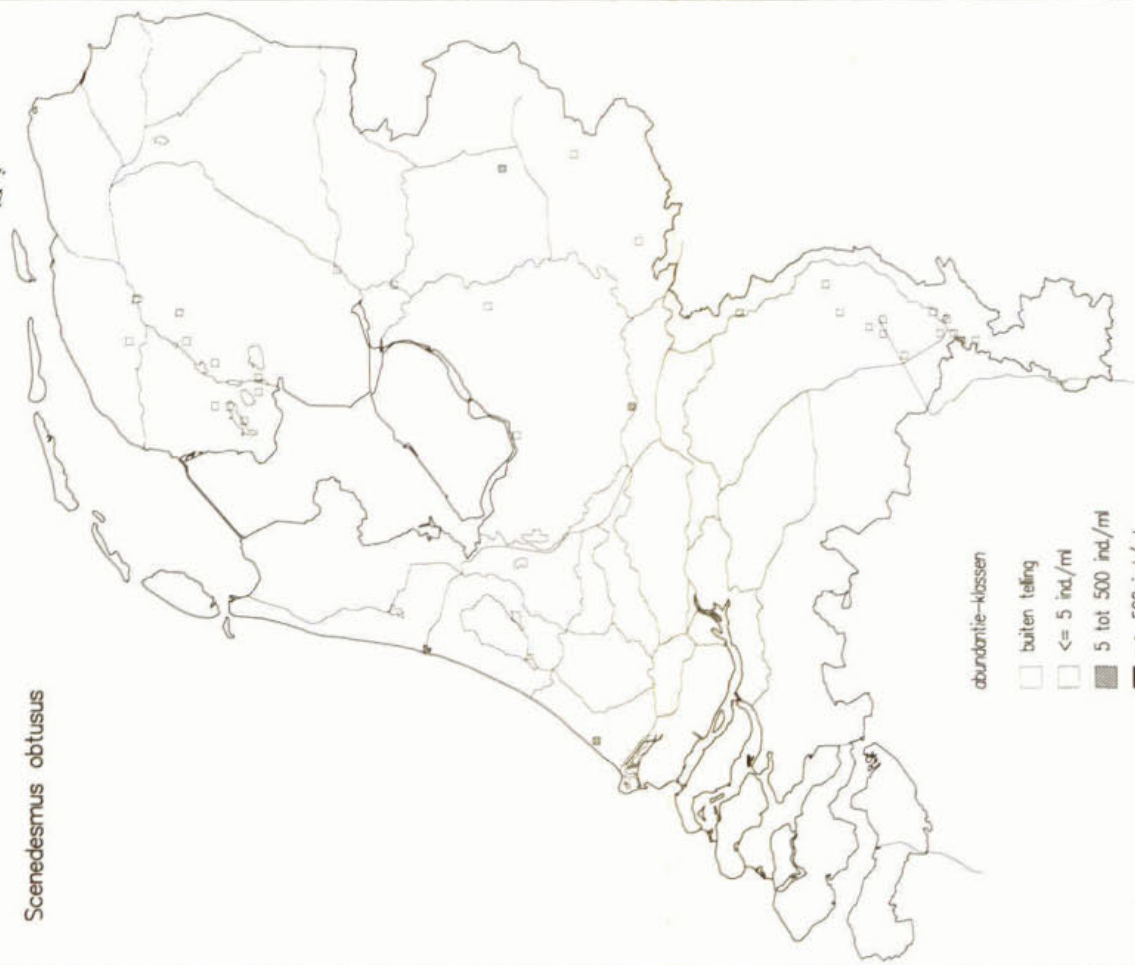 Scenedesmus obtusus
abundantie-klassen
buiten telling
<= 5 ind./ml
5 tot 500 ind./ml